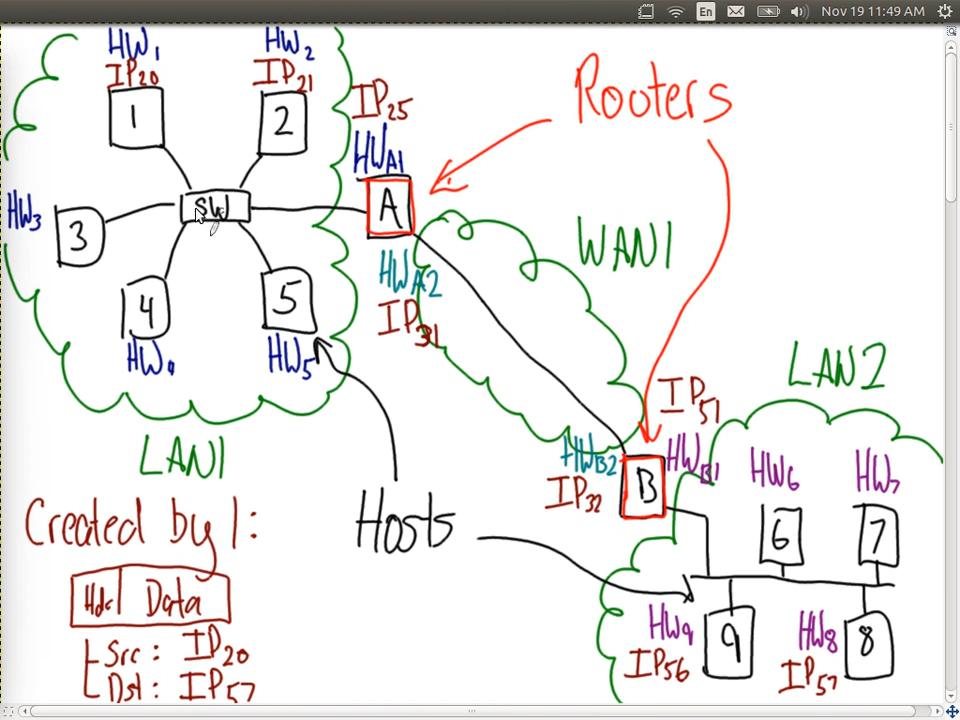 En
Nov 19 11:49 AM
HW1
IP20
1
HW2
IP21
2
IP25
HWA1
A
HWA2
IP31
Rooters
HW3
3
SW
4
HW4
5
HW5
LAN1
WAN1
LAN2
IP51
HWB1
HWB2
IP32
B
HW6
6
HW7
7
HW9
IP56
9
HW8
IP57
8
Hosts
Created by 1:
Hdr Data
Src: IP20
Dst: IP57